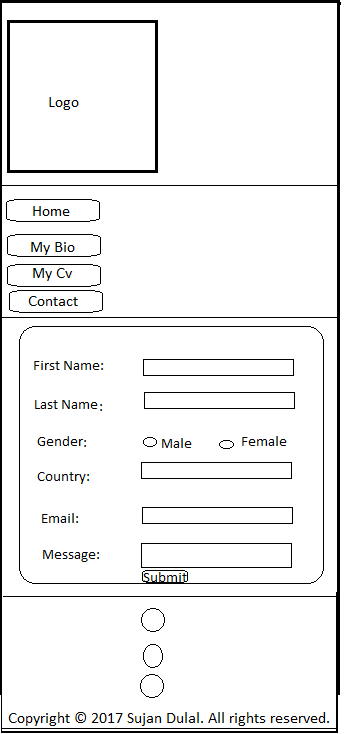 Logo
Home
My Bio
My Cv
Contact
First Name:
Last Name:
Gender: Male Female
Country:
Email:
Message:
Submit
Copyright © 2017 Sujan Dulal. All rights reserved.